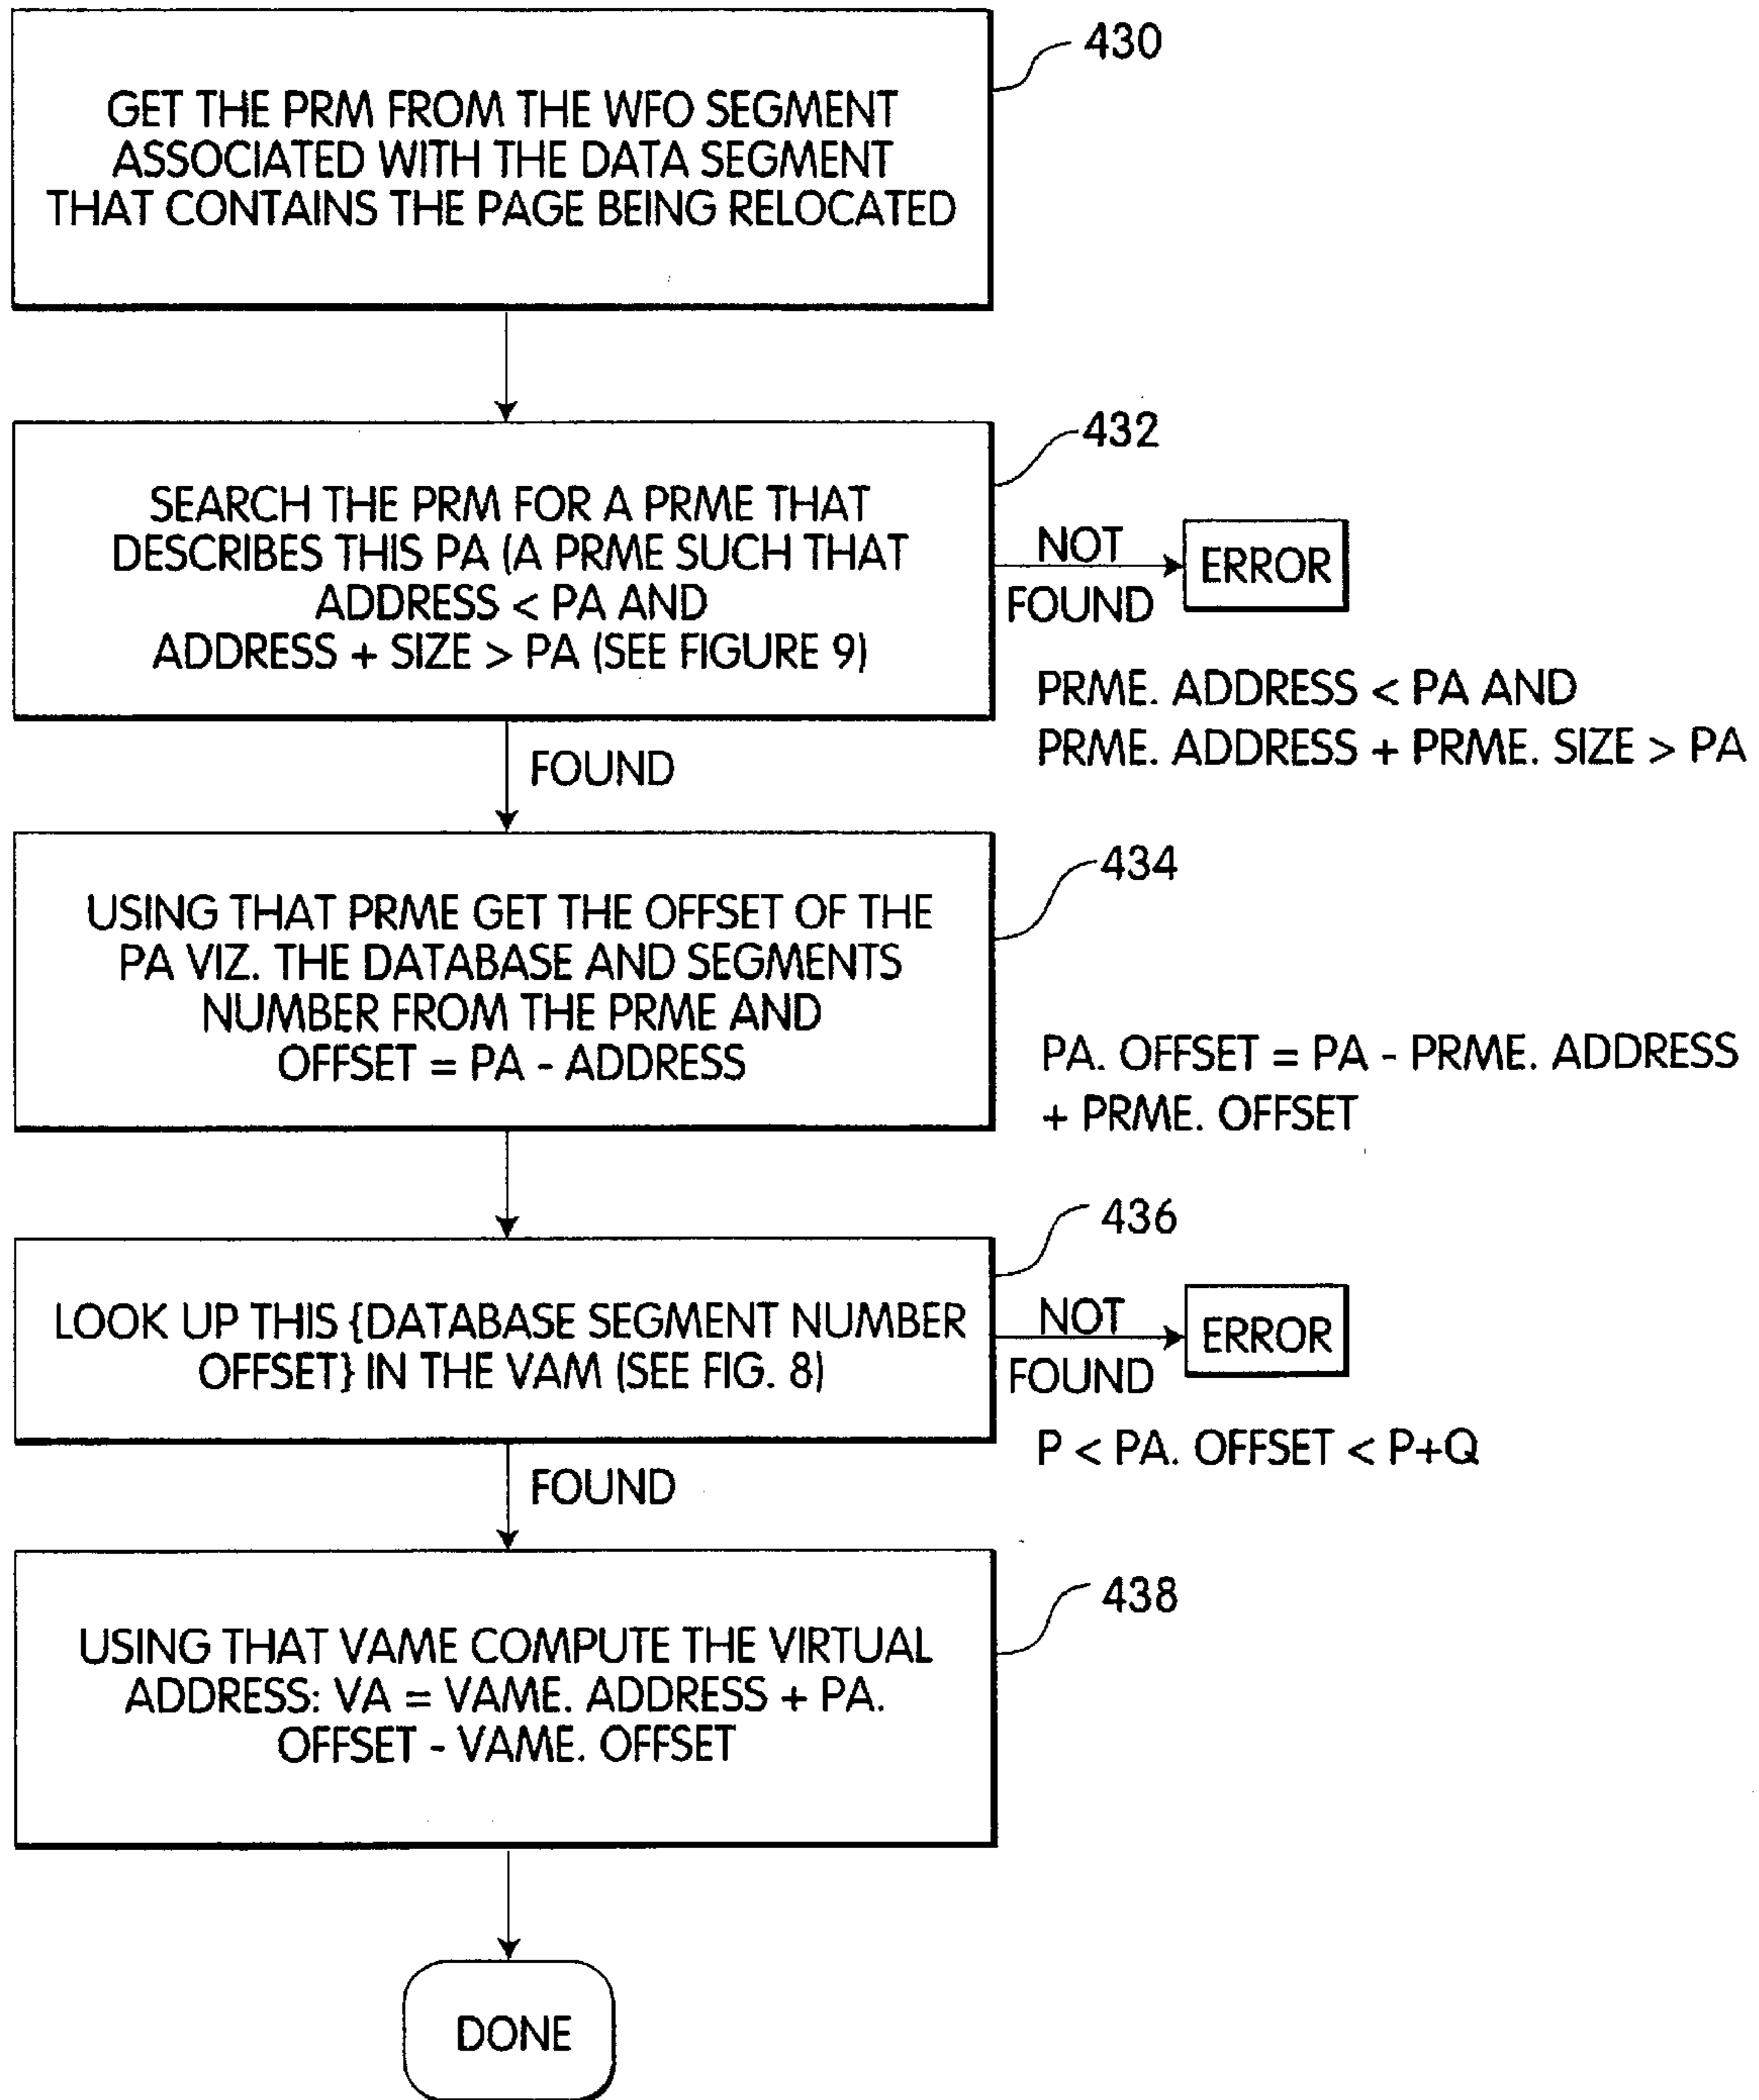 430
GET THE PRM FROM THE WFO SEGMENT
ASSOCIATED WITH THE DATA SEGMENT
THAT CONTAINS THE PAGE BEING RELOCATED
432
SEARCH THE PRM FOR A PRME THAT
DESCRIBES THIS PA (A PRME SUCH THAT
ADDRESS < PA AND
ADDRESS + SIZE > PA (SEE FIGURE 9)
NOT
FOUND
ERROR
PRME. ADDRESS < PA AND
PRME. ADDRESS + PRME. SIZE > PA
FOUND
434
USING THAT PRME GET THE OFFSET OF THE
PA VIZ. THE DATABASE AND SEGMENTS
NUMBER FROM THE PRME AND
OFFSET = PA - ADDRESS
PA. OFFSET = PA - PRME. ADDRESS
+ PRME. OFFSET
436
LOOK UP THIS {DATABASE SEGMENT NUMBER
OFFSET} IN THE VAM (SEE FIG. 8)
NOT
FOUND
ERROR
P < PA. OFFSET < P+Q
FOUND
438
USING THAT VAME COMPUTE THE VIRTUAL
ADDRESS: VA = VAME. ADDRESS + PA.
OFFSET - VAME. OFFSET
DONE